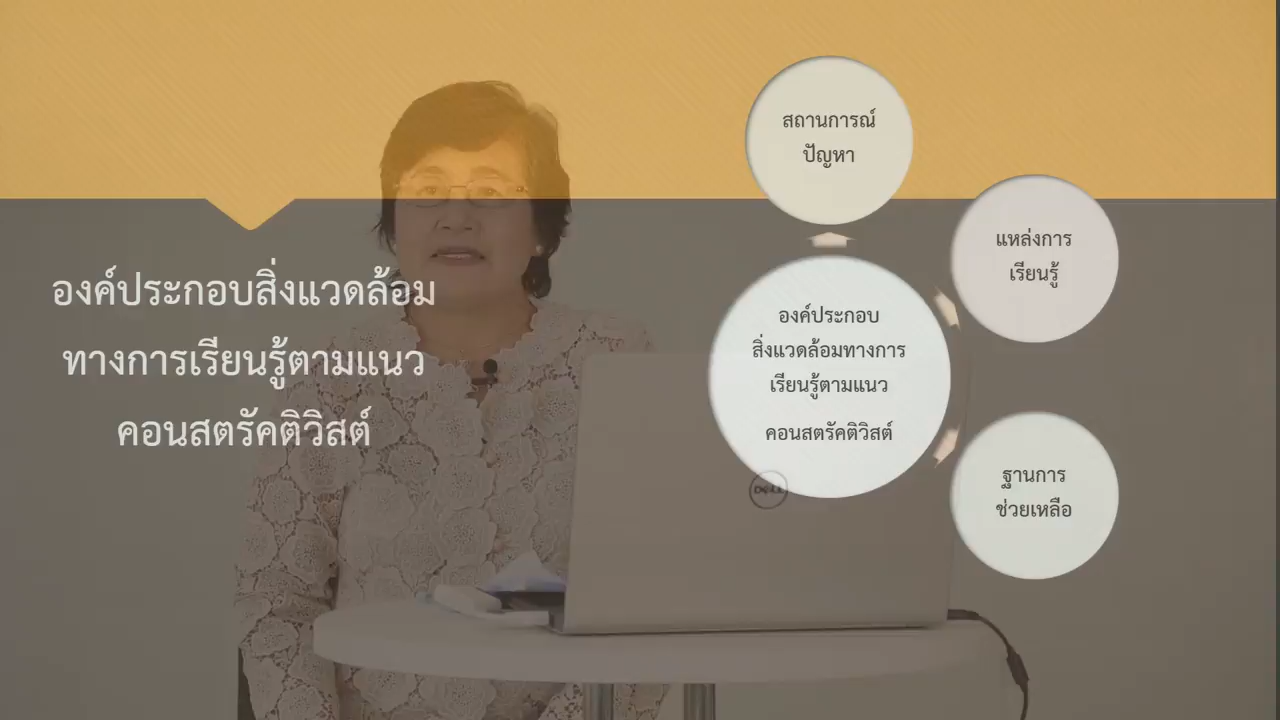 องค์ประกอบสิ่งแวดล้อม
ทางการเรียนรู้ตามแนว
คอนสตรัคติวิสต์
สถานการณ์
ปัญหา
แหล่งการ
เรียนรู้
องค์ประกอบ
สิ่งแวดล้อมทางการ
เรียนรู้ตามแนว
คอนสตรัคติวิสต์
ฐานการ
ช่วยเหลือ
DELL